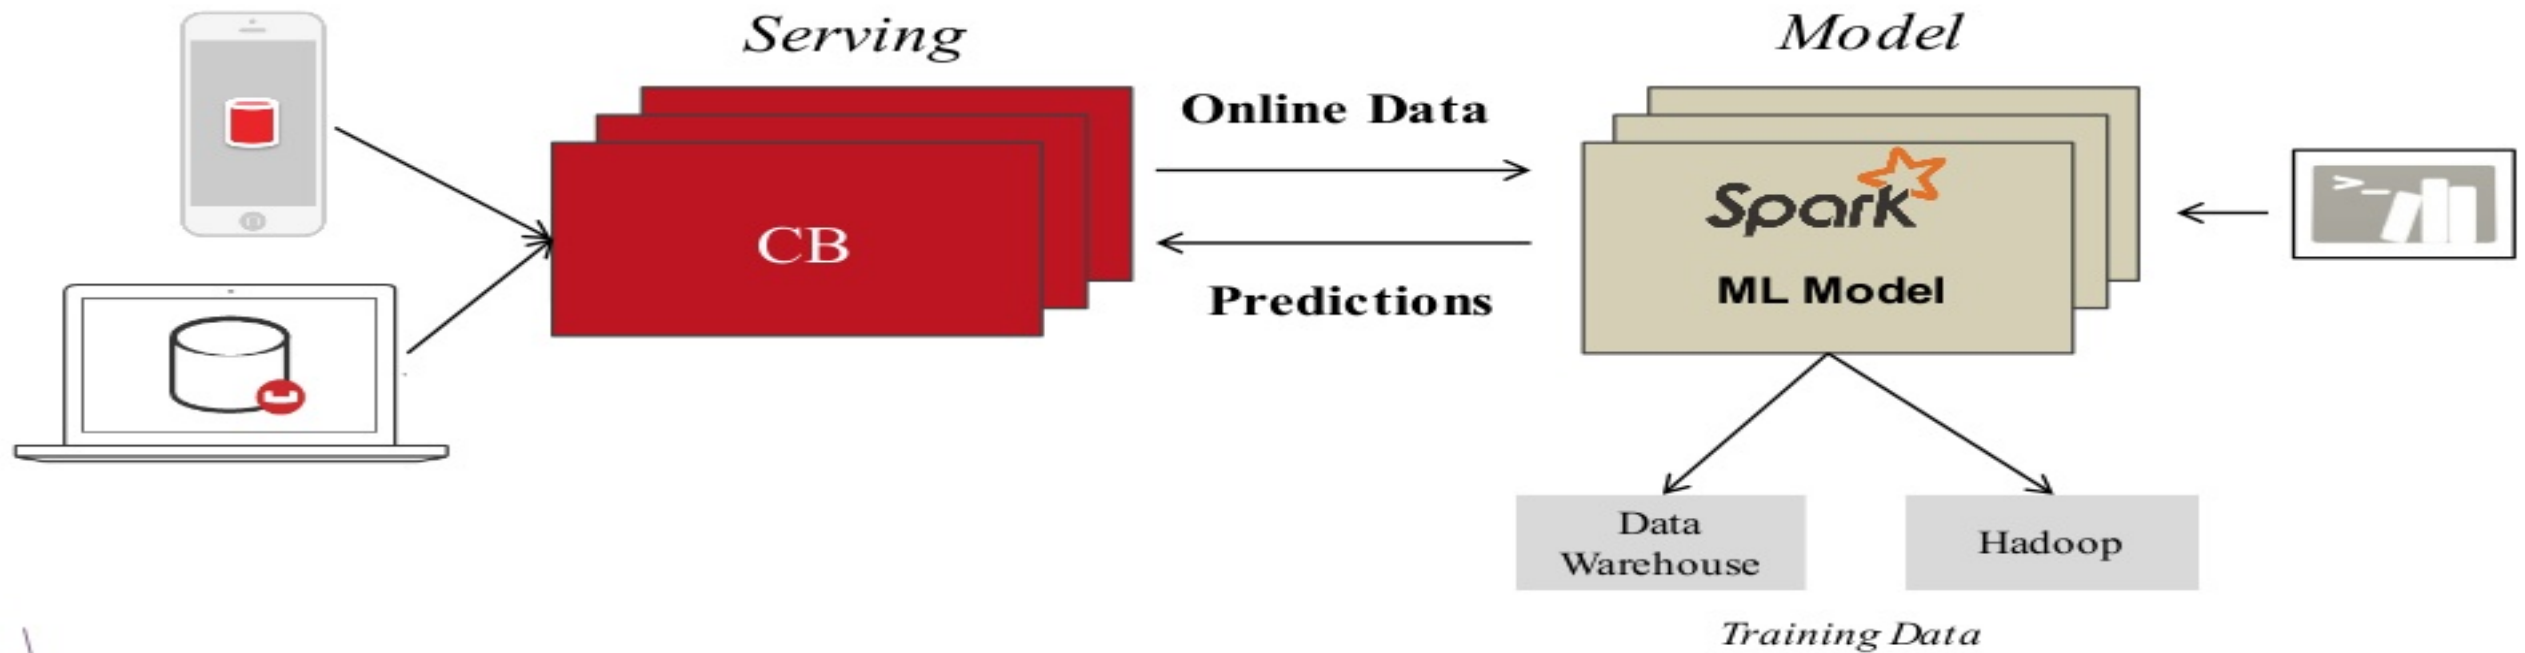 Serving
Model
Online Data
CB
Predictions
Spark
ML Model
>_
Data
Warehouse
Hadoop
Training Data